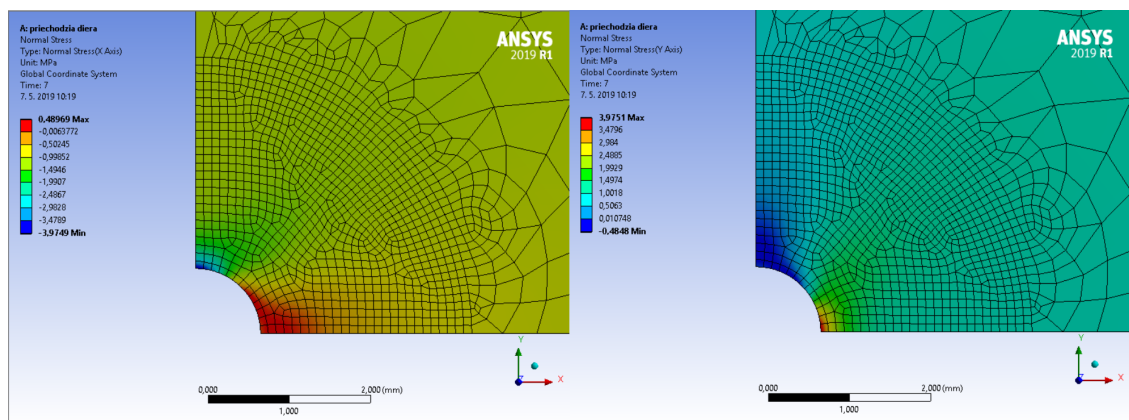 A: priechodzia diera
Normal Stress
Type: Normal Stress(X Axis)
Unit: MPa
Global Coordinate System
Time: 7
7. 5. 2019 10:19
0,48969 Max
-0,0063772
-0,50245
-0,99852
-1,4946
-1,9907
-2,4867
-2,9828
-3,4789
-3,9749 Min
ANSYS
2019 R1
Y
X
0,000
2,000 (mm)
1,000
A: priechodzia diera
Normal Stress
Type: Normal Stress(Y Axis)
Unit: MPa
Global Coordinate System
Time: 7
7. 5. 2019 10:19
3,9751 Max
3,4796
2,984
2,4885
1,9929
1,4974
1,0018
0,5063
0,010748
-0,4848 Min
ANSYS
2019 R1
Y
X
0,000
2,000 (mm)
1,000